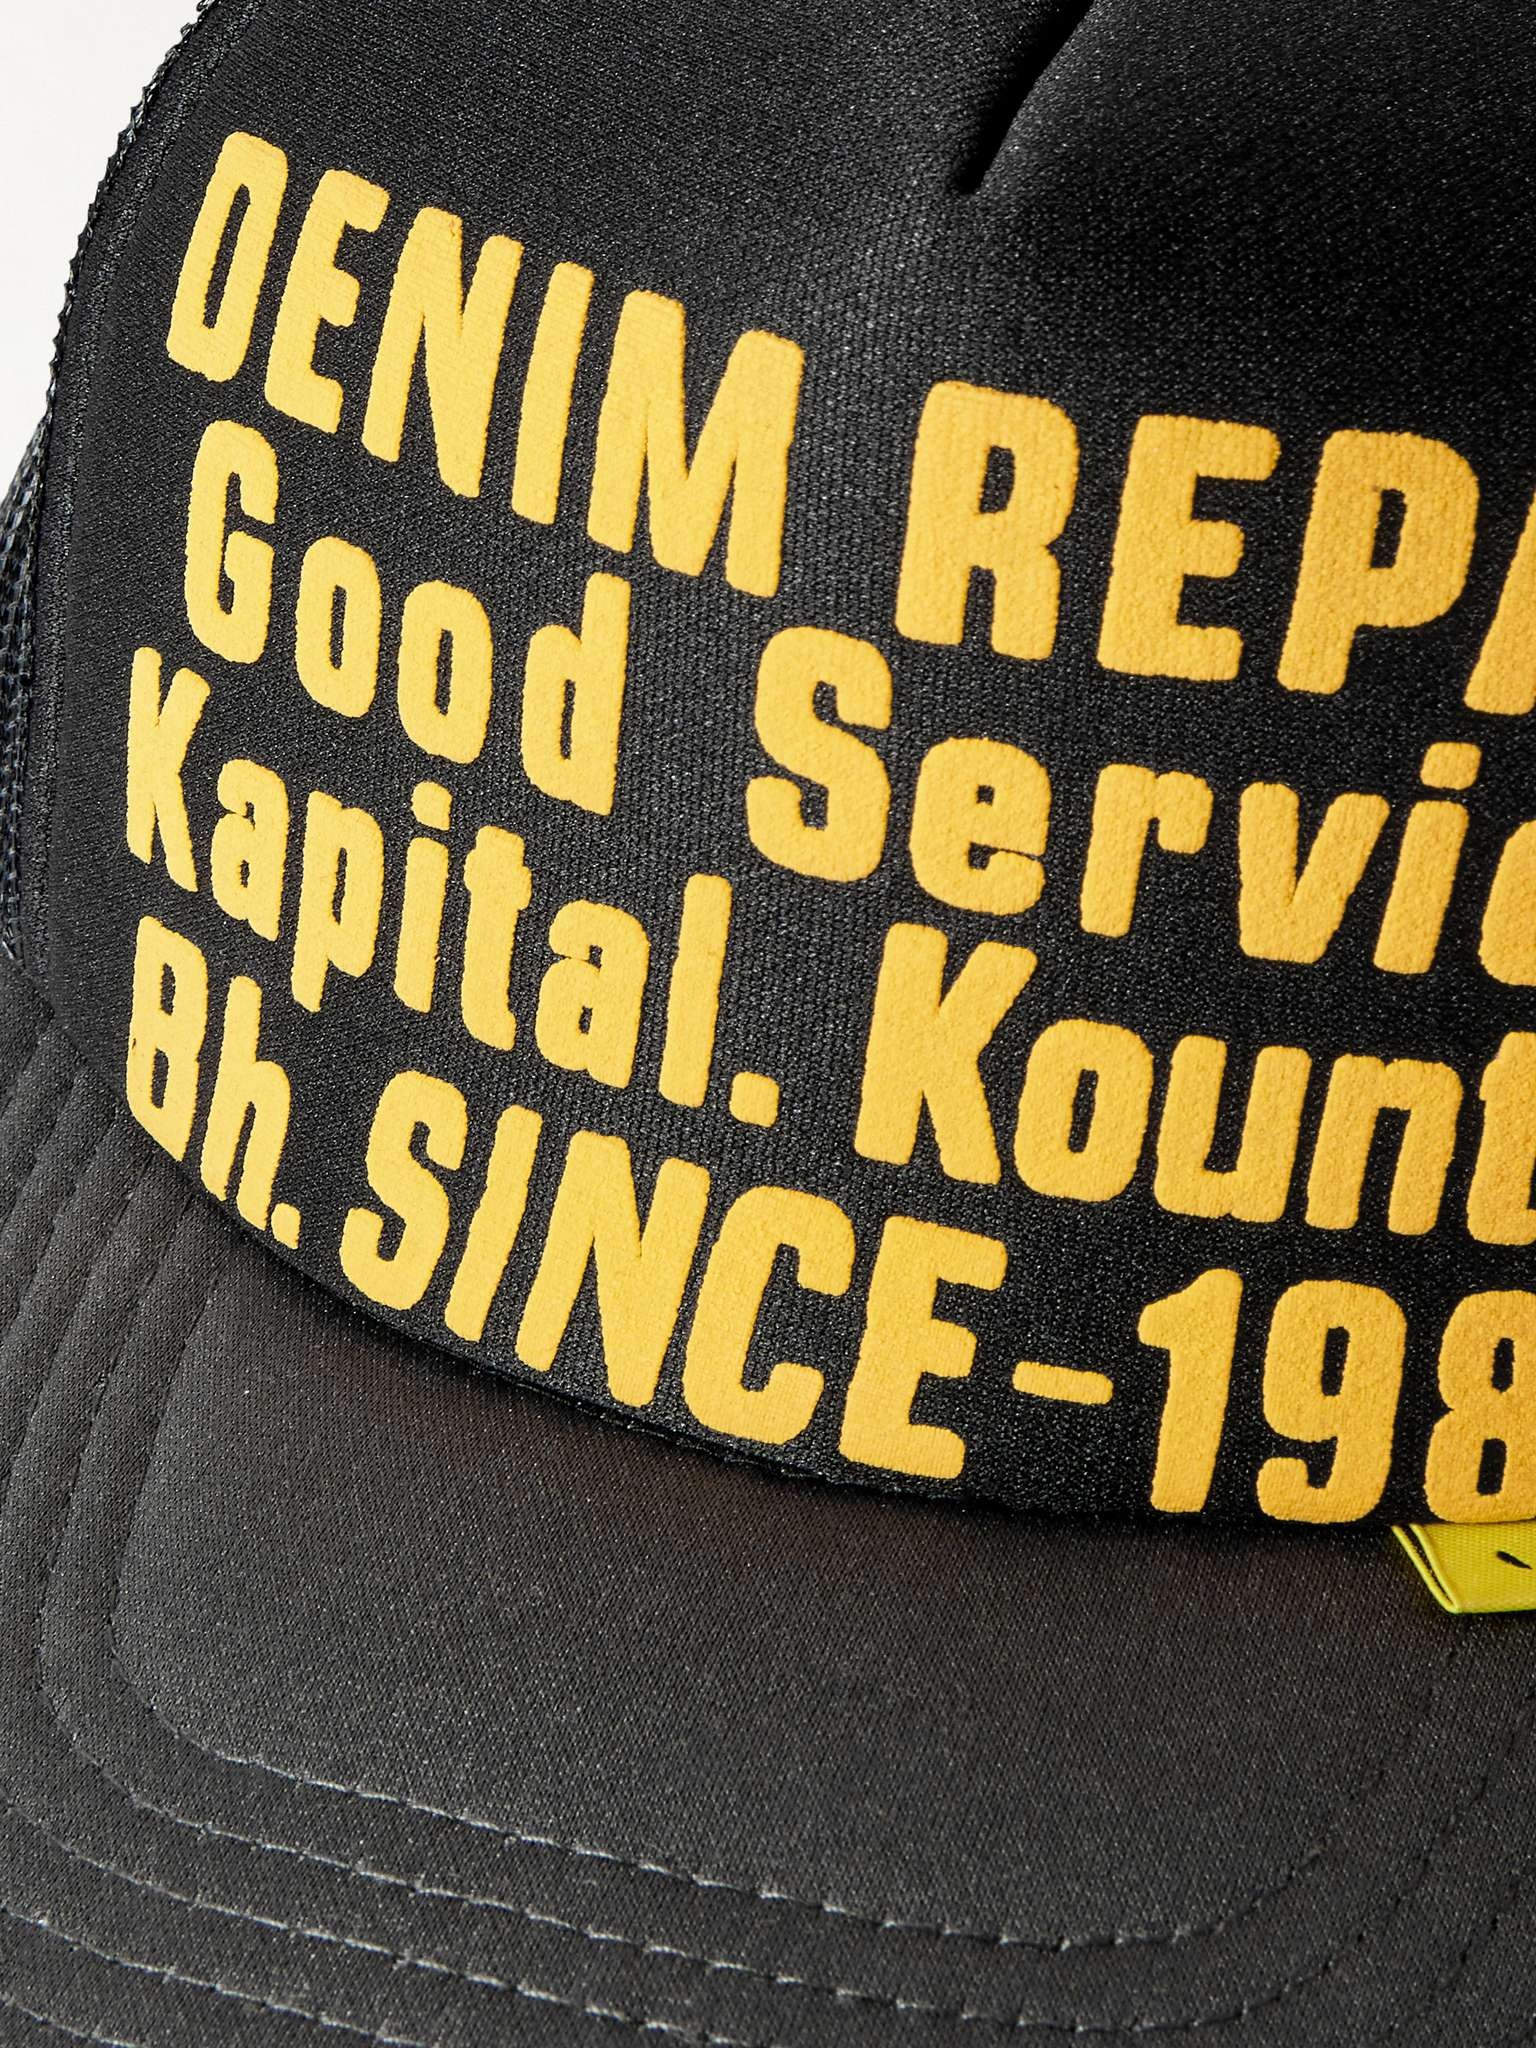 DENIM REP
Good Servi
Kapital. Kount
Bh. SINCE-198